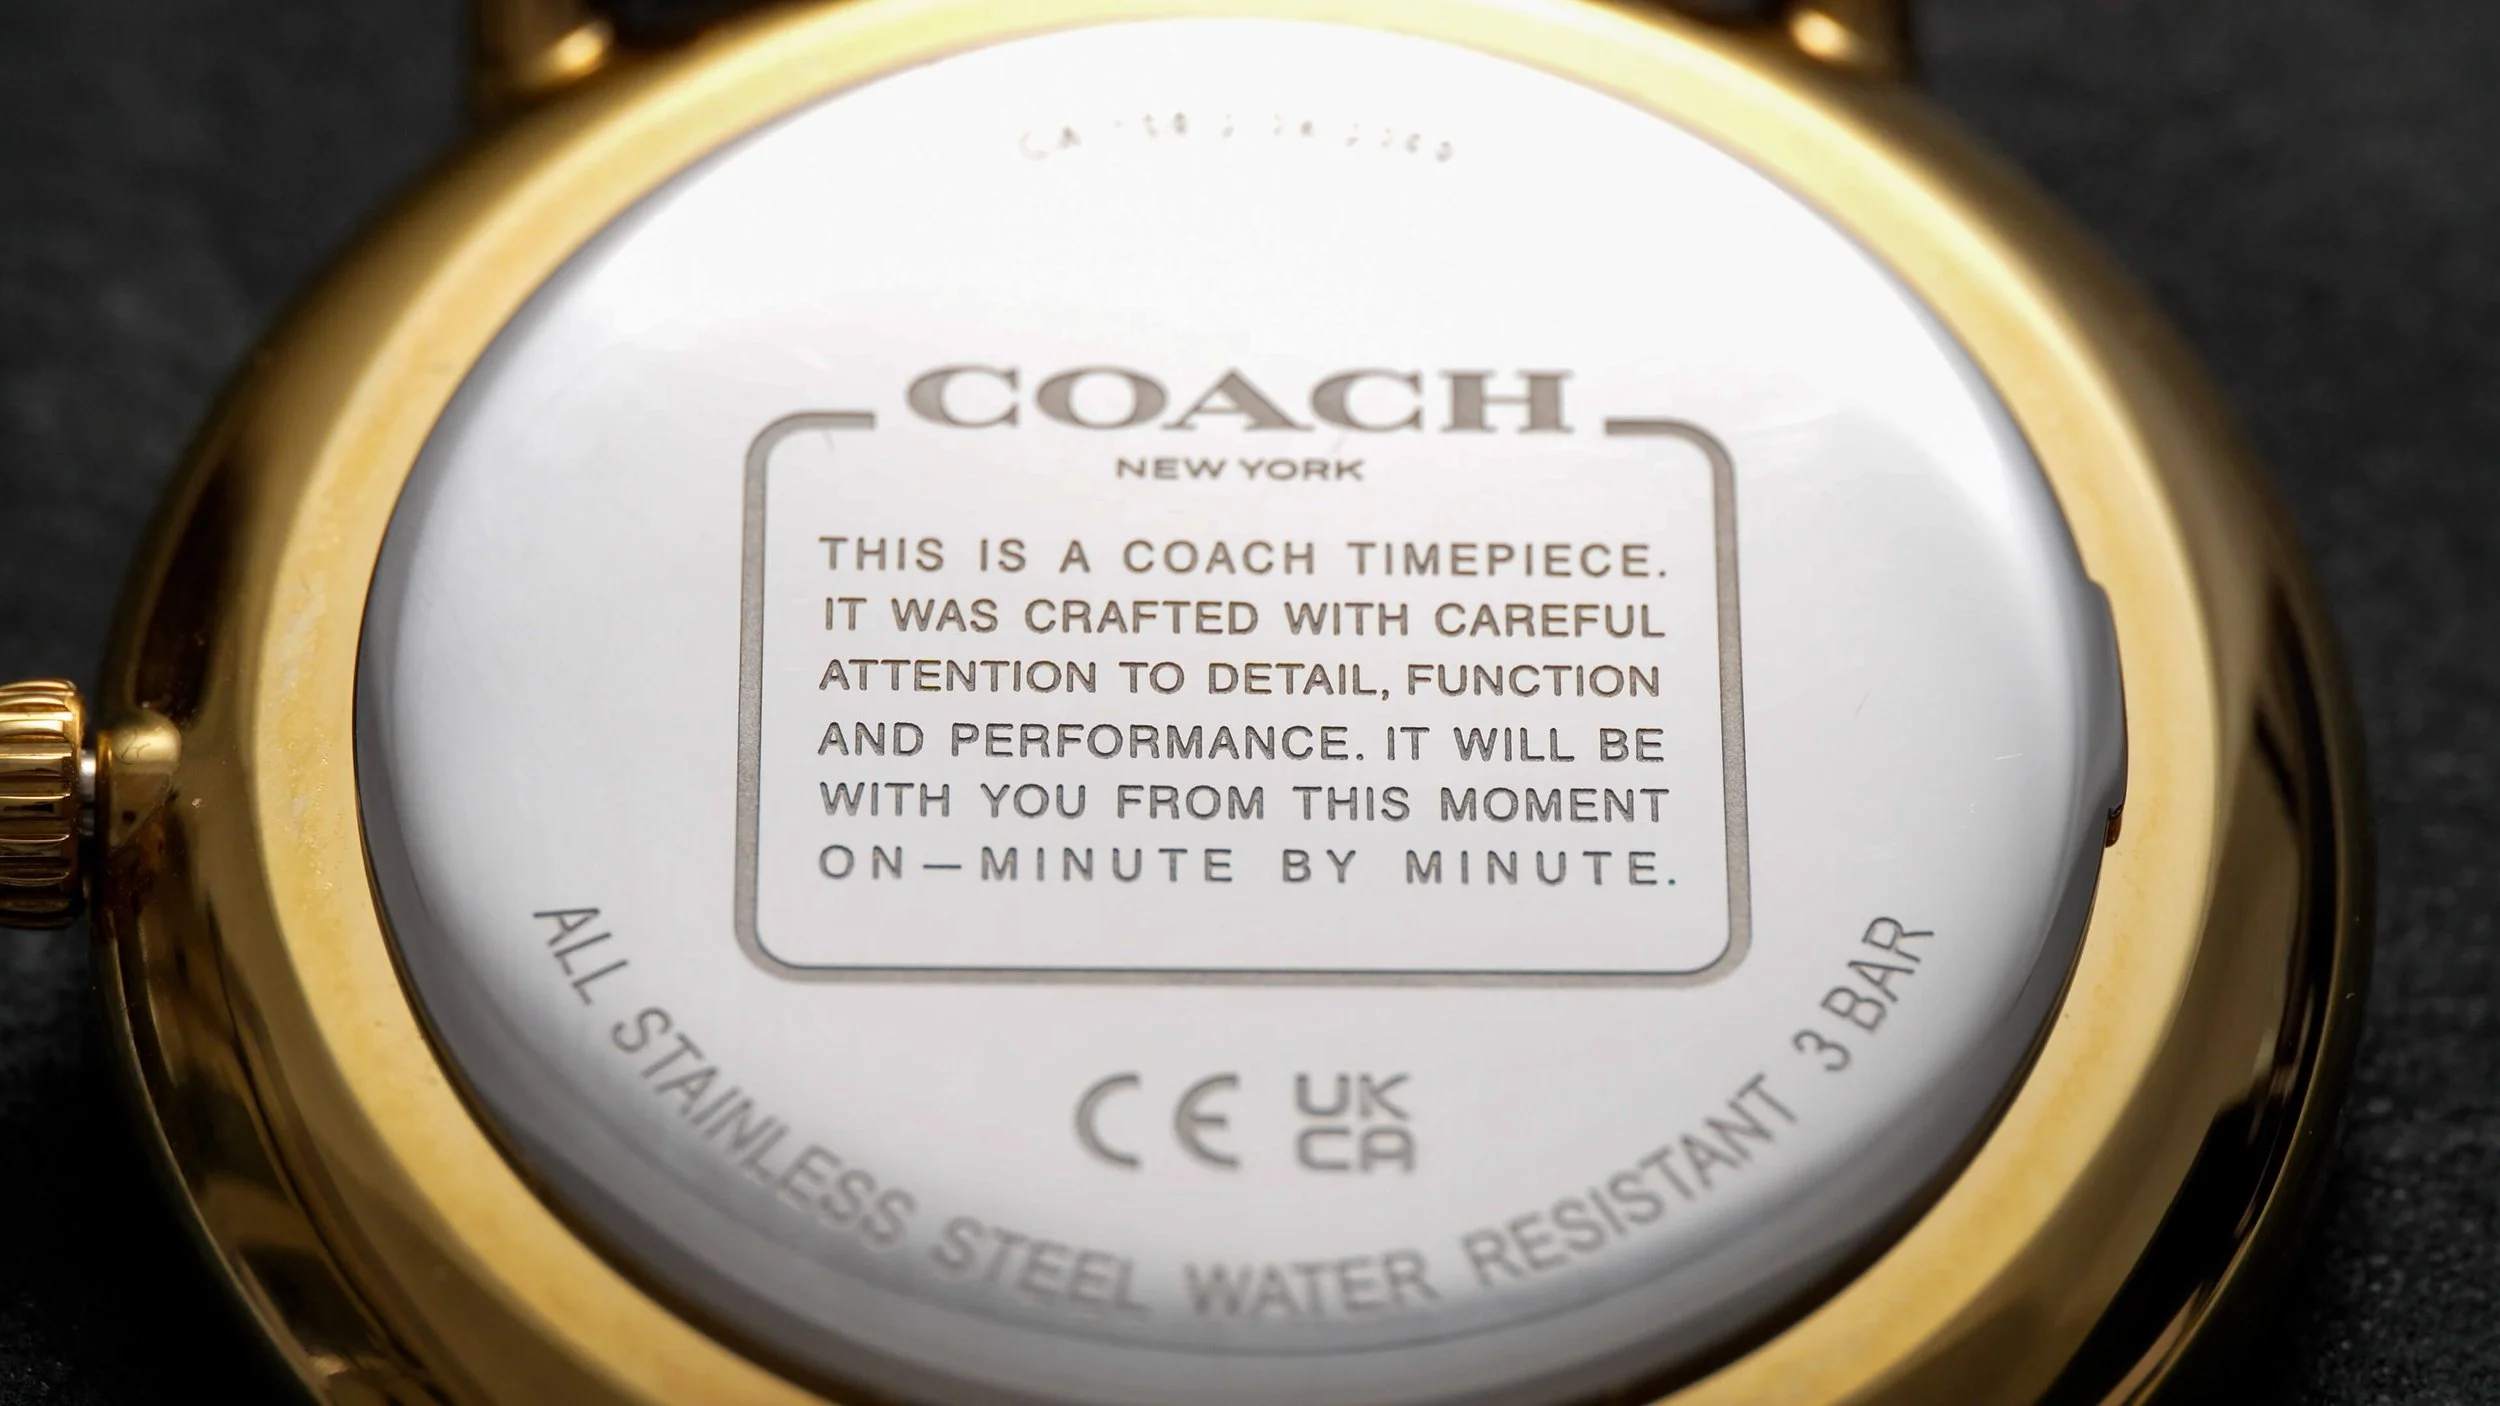 COACH
NEW YORK
THIS IS A COACH TIMEPIECE.
IT WAS CRAFTED WITH CAREFUL
ATTENTION TO DETAIL, FUNCTION
AND PERFORMANCE. IT WILL BE
WITH YOU FROM THIS MOMENT
ON—MINUTE BY MINUTE.
CE UK
CA
ALL STAINLESS STEEL WATER RESISTANT 3 BAR